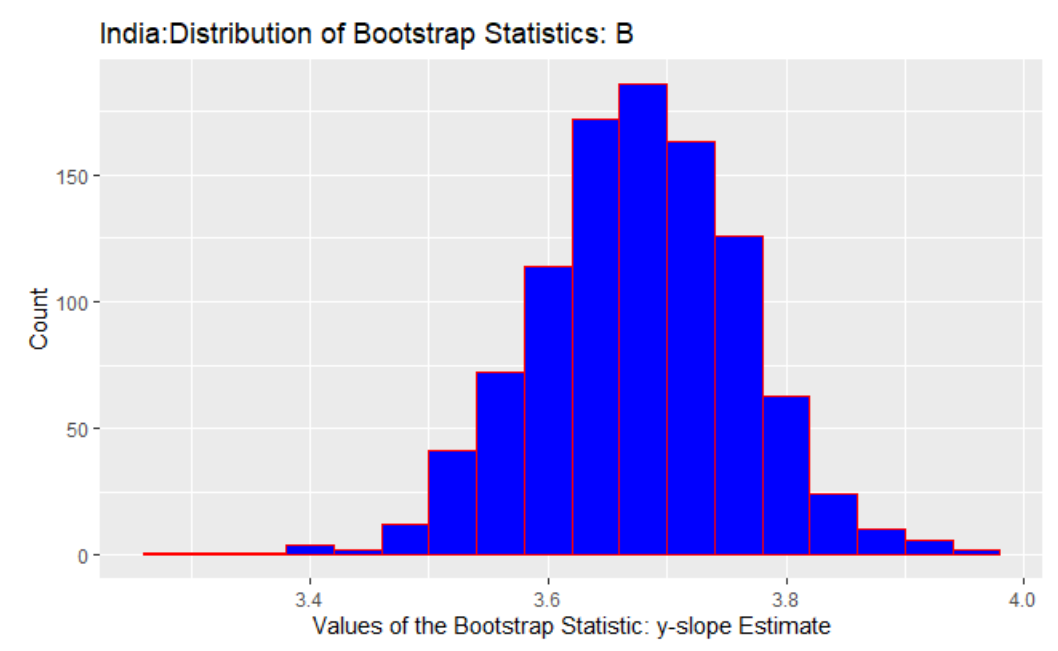 India:Distribution of Bootstrap Statistics: B
Count
150
100
50
0
3.4
3.6
3.8
4.0
Values of the Bootstrap Statistic: y-slope Estimate